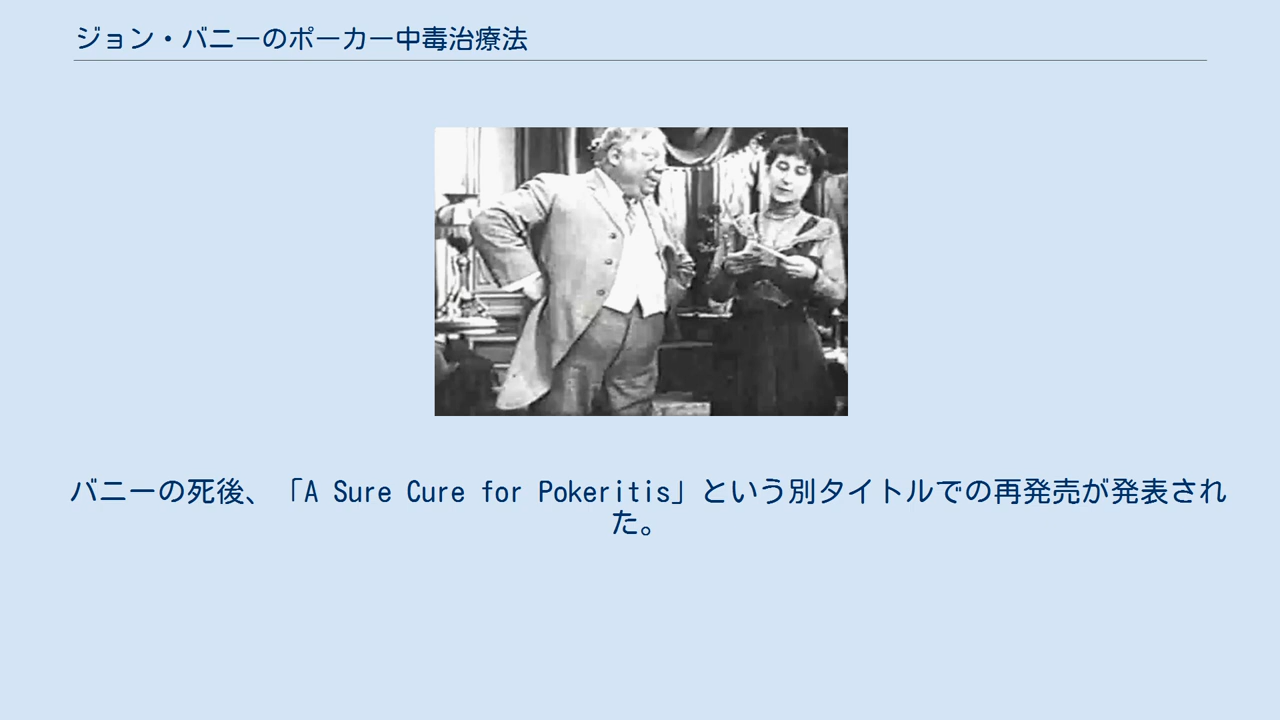 ジョン・バニーのポーカー中毒治療法
バニーの死後、「A Sure Cure for Pokeritis」という別タイトルでの再発売が発表され
た。